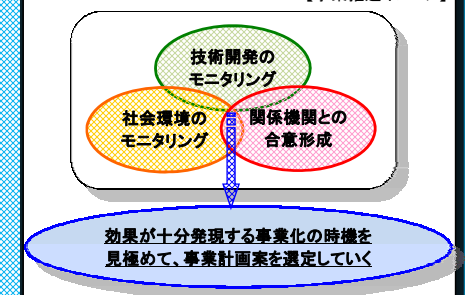 技術開発の
モニタリング
社会環境の
モニタリング
関係機関との
合意形成
効果が十分発現する事業化の時機を
見極めて、事業計画案を選定していく